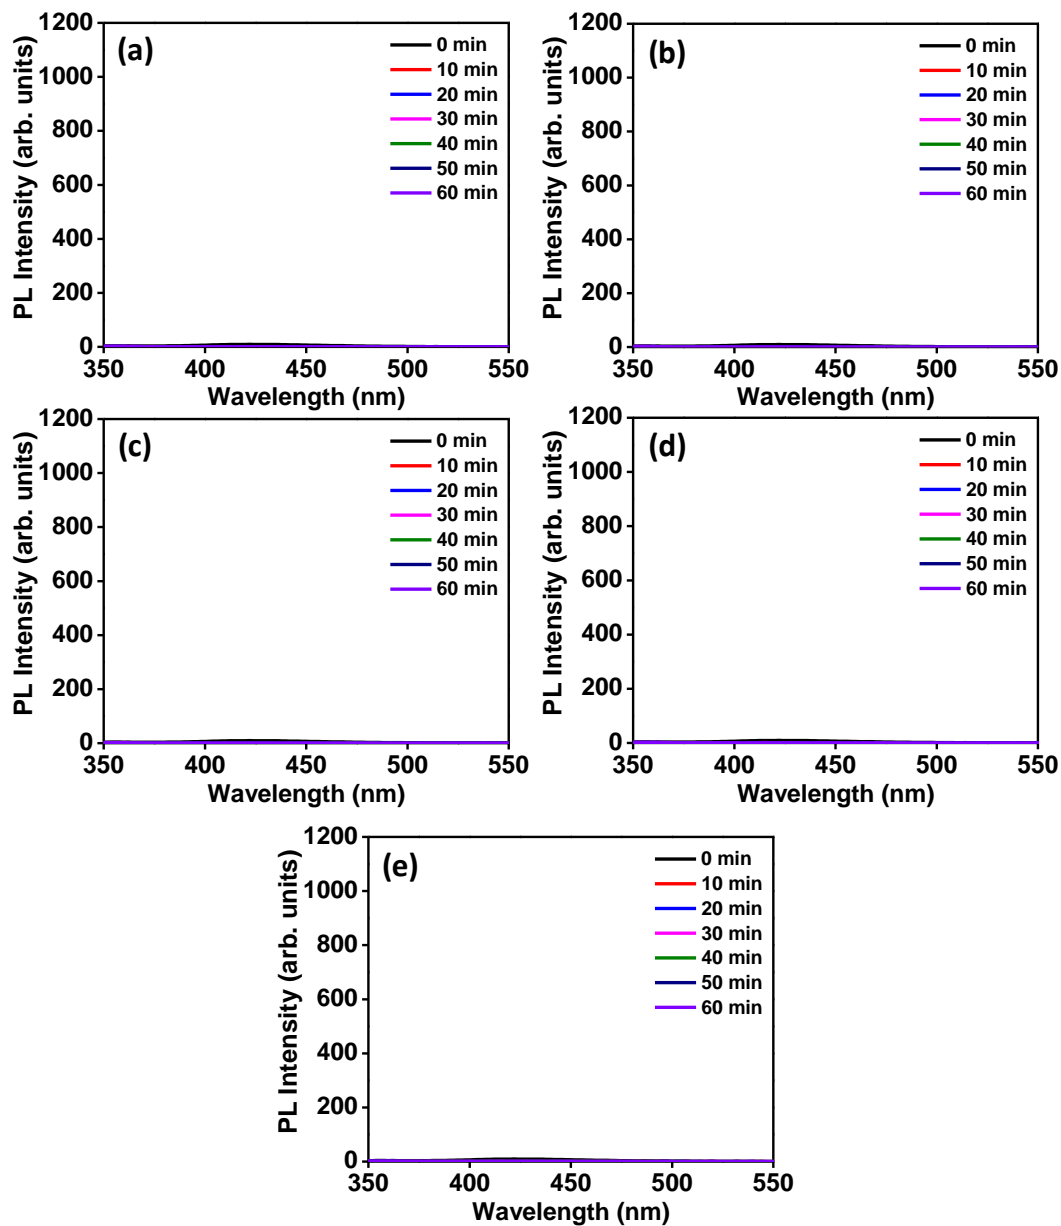 (a)
PL Intensity (arb. units)
1200
1000
800
600
400
200
0
0 min
10 min
20 min
30 min
40 min
50 min
60 min
350 400 450 500 550
Wavelength (nm)
(b)
PL Intensity (arb. units)
1200
1000
800
600
400
200
0
0 min
10 min
20 min
30 min
40 min
50 min
60 min
350 400 450 500 550
Wavelength (nm)
(c)
PL Intensity (arb. units)
1200
1000
800
600
400
200
0
0 min
10 min
20 min
30 min
40 min
50 min
60 min
350 400 450 500 550
Wavelength (nm)
(d)
PL Intensity (arb. units)
1200
1000
800
600
400
200
0
0 min
10 min
20 min
30 min
40 min
50 min
60 min
350 400 450 500 550
Wavelength (nm)
(e)
PL Intensity (arb. units)
1200
1000
800
600
400
200
0
0 min
10 min
20 min
30 min
40 min
50 min
60 min
350 400 450 500 550
Wavelength (nm)